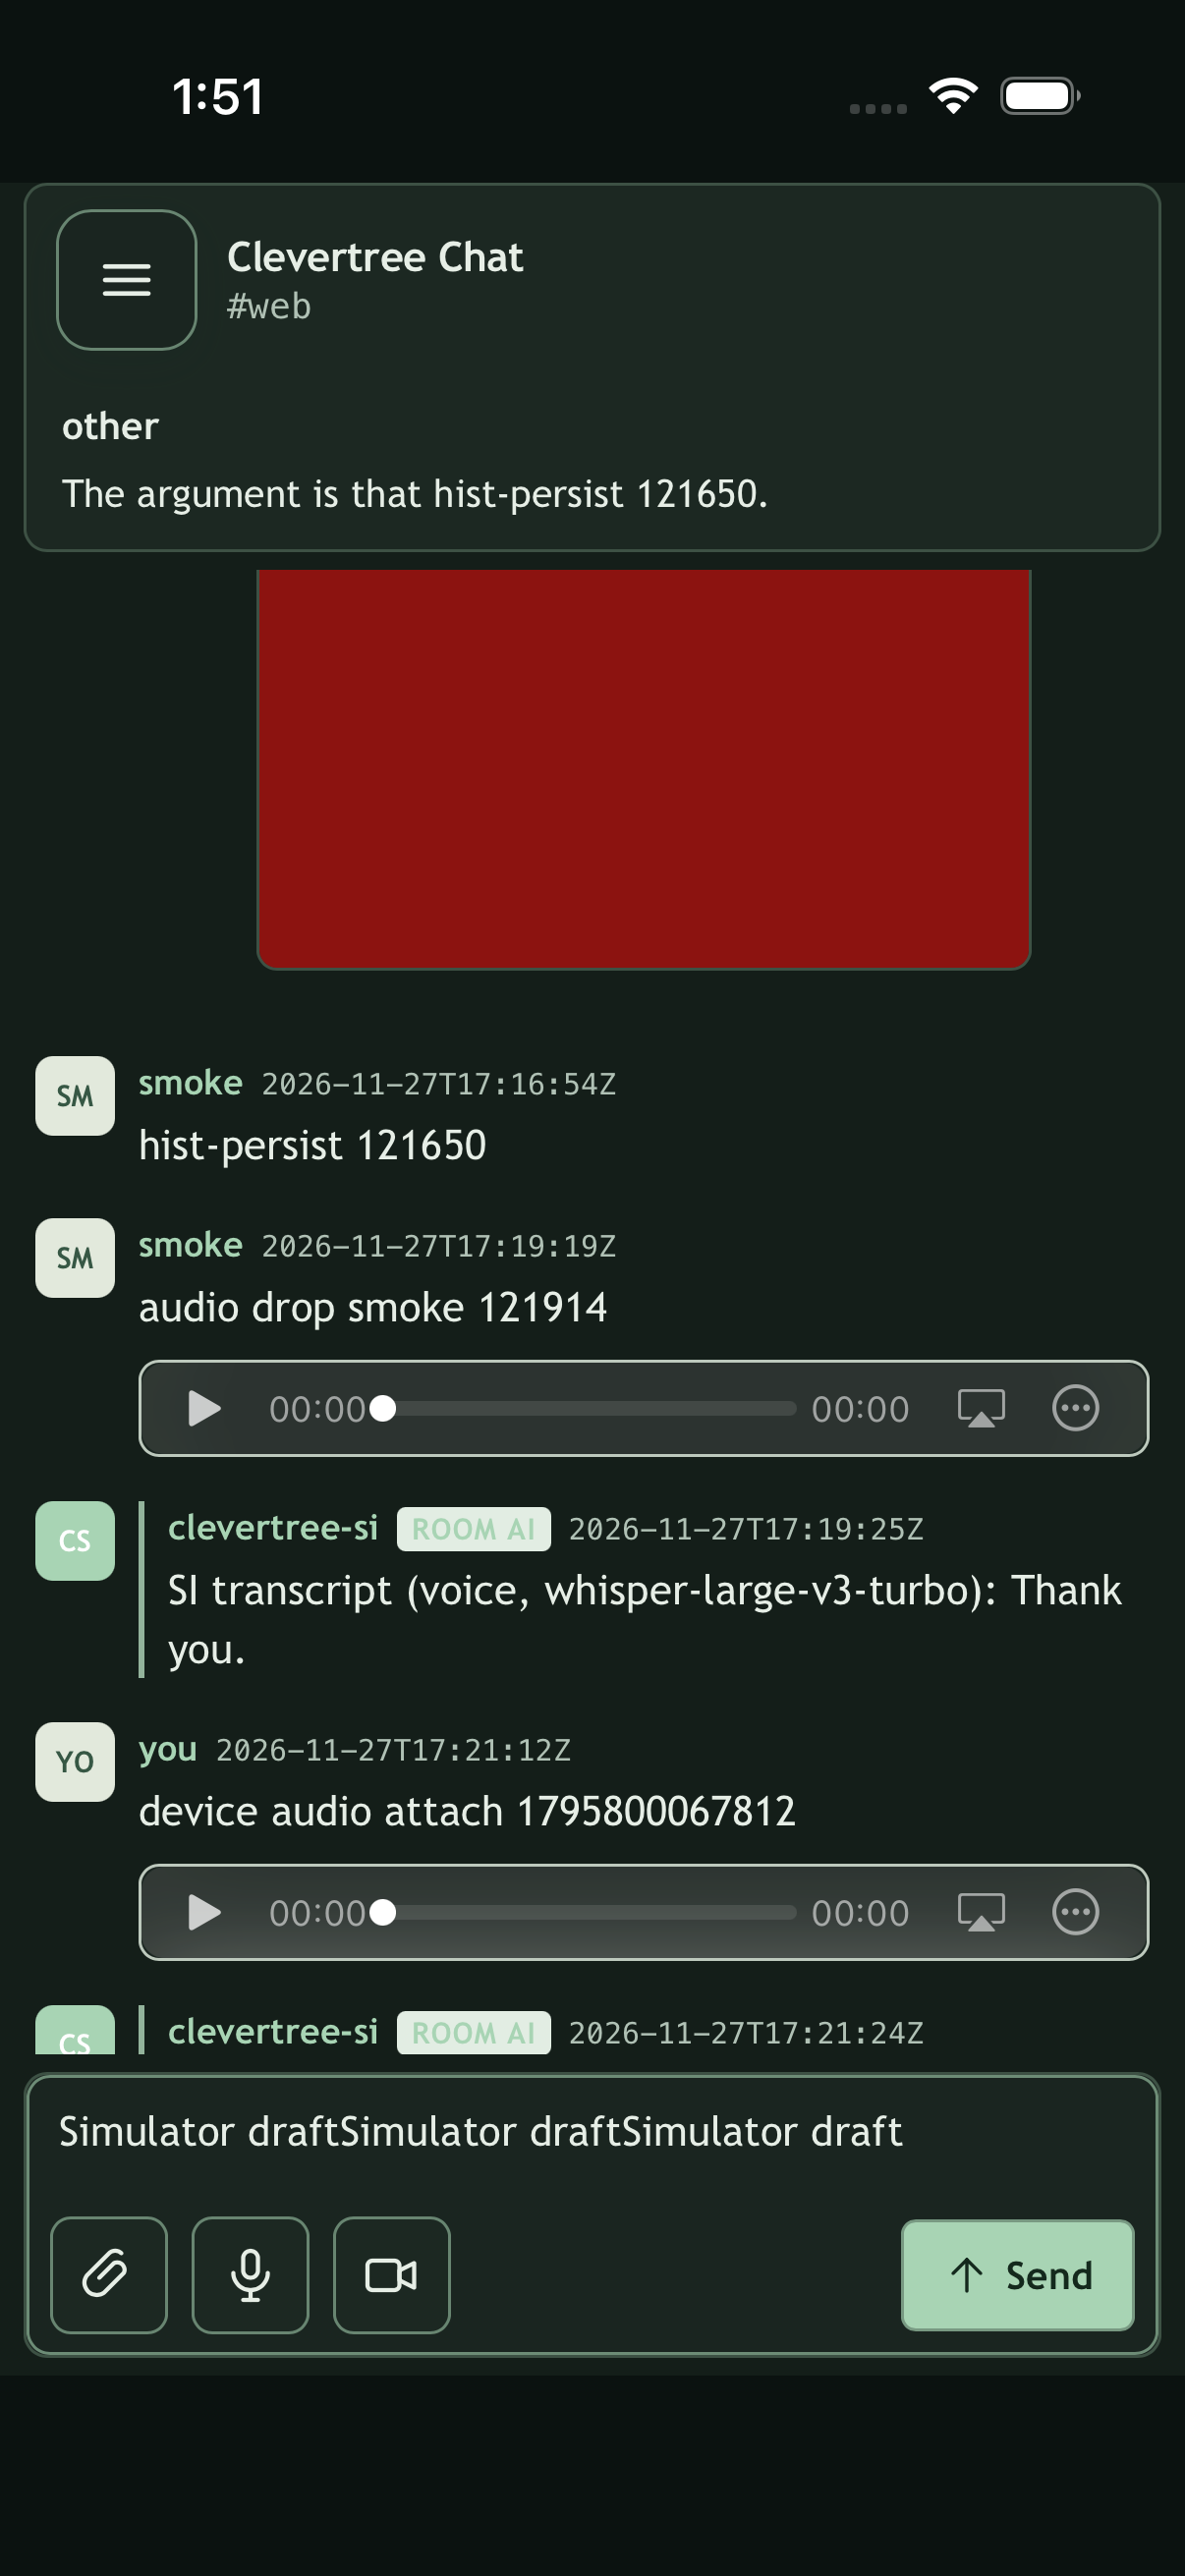 1:51
Clevertree Chat
#web
other
The argument is that hist-persist 121650.
SM
smoke 2026-11-27T17:16:54Z
hist-persist 121650
SM
smoke 2026-11-27T17:19:19Z
audio drop smoke 121914
00:00 00:00
CS
clevertree-si ROOM AI 2026-11-27T17:19:25Z
SI transcript (voice, whisper-large-v3-turbo): Thank
you.
YO
you 2026-11-27T17:21:12Z
device audio attach 1795800067812
00:00 00:00
CS
clevertree-si ROOM AI 2026-11-27T17:21:24Z
Simulator draftSimulator draftSimulator draft
Send